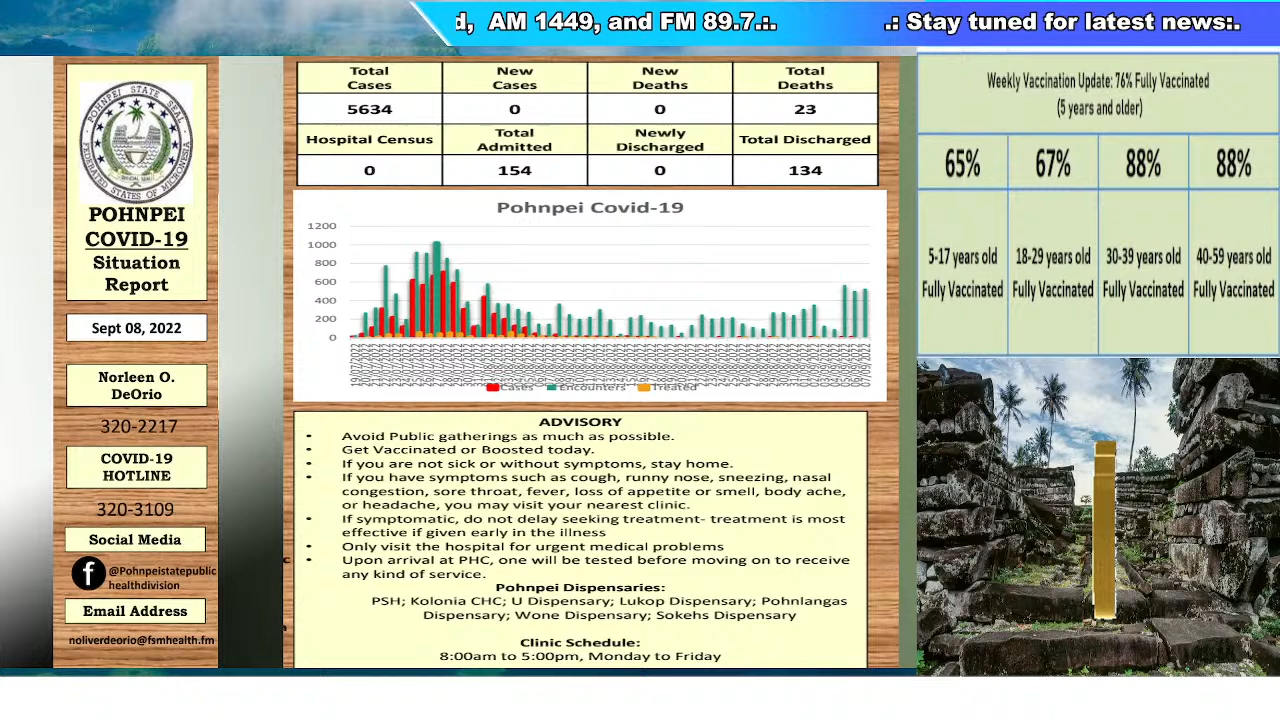 d, AM 1449, and FM 89.7.:. .: Stay tuned for latest news:.
POHNPEI STATE SEAL
FEDERATED STATES OF MICRONESIA
POHNPEI
COVID-19
Situation
Report
Sept 08, 2022
Norleen O.
DeOrio
320-2217
COVID-19
HOTLINE
320-3109
Social Media
f @Pohnpeistatepublic
healthdivision
Email Address
noliverdeorio@fsmhealth.fm
Total Cases New Cases New Deaths Total Deaths
5634 0 0 23
Hospital Census Total Admitted Newly Discharged Total Discharged
0 154 0 134
Pohnpei Covid-19
1200
1000
800
600
400
200
0
Cases Encounters Treated
ADVISORY
• Avoid Public gatherings as much as possible.
• Get Vaccinated or Boosted today.
• If you are not sick or without symptoms, stay home.
• If you have symptoms such as cough, runny nose, sneezing, nasal
congestion, sore throat, fever, loss of appetite or smell, body ache,
or headache, you may visit your nearest clinic.
• If symptomatic, do not delay seeking treatment- treatment is most
effective if given early in the illness
• Only visit the hospital for urgent medical problems
• Upon arrival at PHC, one will be tested before moving on to receive
any kind of service.
Pohnpei Dispensaries:
PSH; Kolonia CHC; U Dispensary; Lukop Dispensary; Pohnlangas
Dispensary; Wone Dispensary; Sokehs Dispensary
Clinic Schedule:
8:00am to 5:00pm, Monday to Friday
Weekly Vaccination Update: 76% Fully Vaccinated
(5 years and older)
65% 67% 88% 88%
5-17 years old 18-29 years old 30-39 years old 40-59 years old
Fully Vaccinated Fully Vaccinated Fully Vaccinated Fully Vaccinated